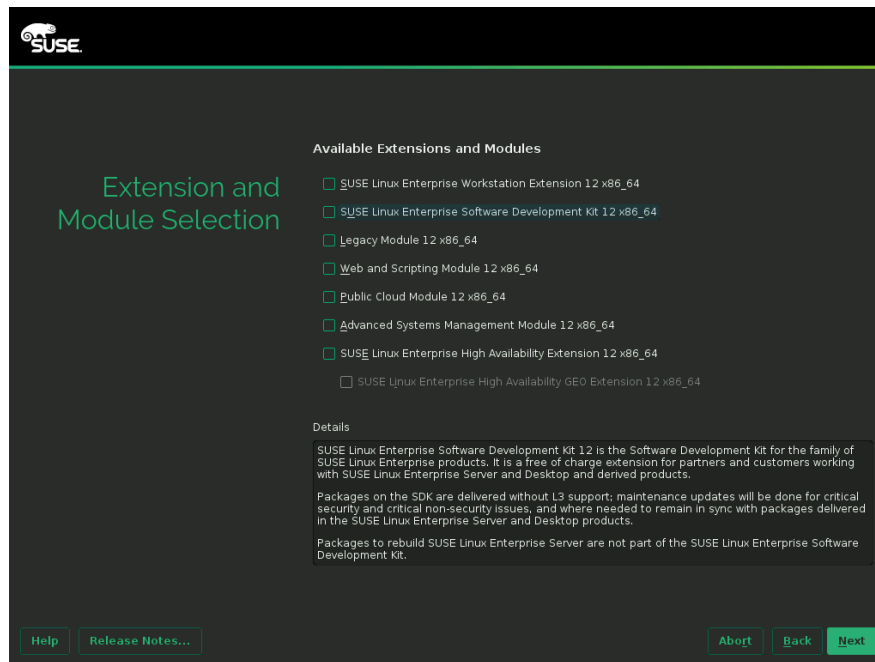 SUSE.
Available Extensions and Modules
Extension and
Module Selection
SUSE Linux Enterprise Workstation Extension 12 x86_64
SUSE Linux Enterprise Software Development Kit 12 x86_64
Legacy Module 12 x86_64
Web and Scripting Module 12 x86_64
Public Cloud Module 12 x86_64
Advanced Systems Management Module 12 x86_64
SUSE Linux Enterprise High Availability Extension 12 x86_64
SUSE Linux Enterprise High Availability GEO Extension 12 x86_64
Details
SUSE Linux Enterprise Software Development Kit 12 is the Software Development Kit for the family of
SUSE Linux Enterprise products. It is a free of charge extension for partners and customers working
with SUSE Linux Enterprise Server and Desktop and derived products.
Packages on the SDK are delivered without L3 support; maintenance updates will be done for critical
security and critical non-security issues, and where needed to remain in sync with packages delivered
in the SUSE Linux Enterprise Server and Desktop products.
Packages to rebuild SUSE Linux Enterprise Server are not part of the SUSE Linux Enterprise Software
Development Kit.
Help
Release Notes...
Abort
Back
Next